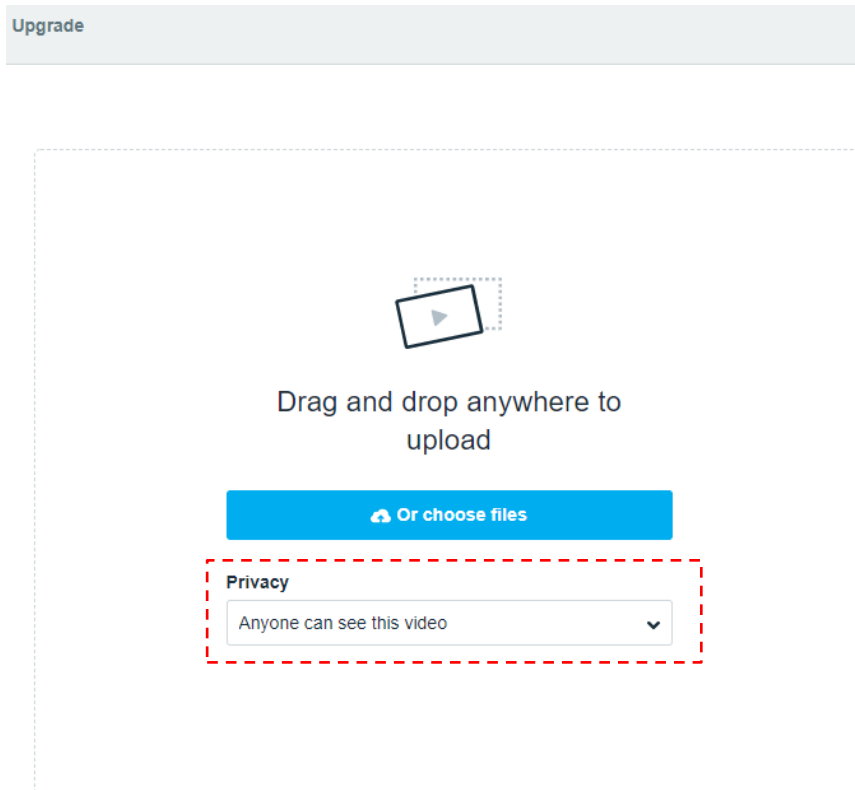 Upgrade
Drag and drop anywhere to
upload
Or choose files
Privacy
Anyone can see this video